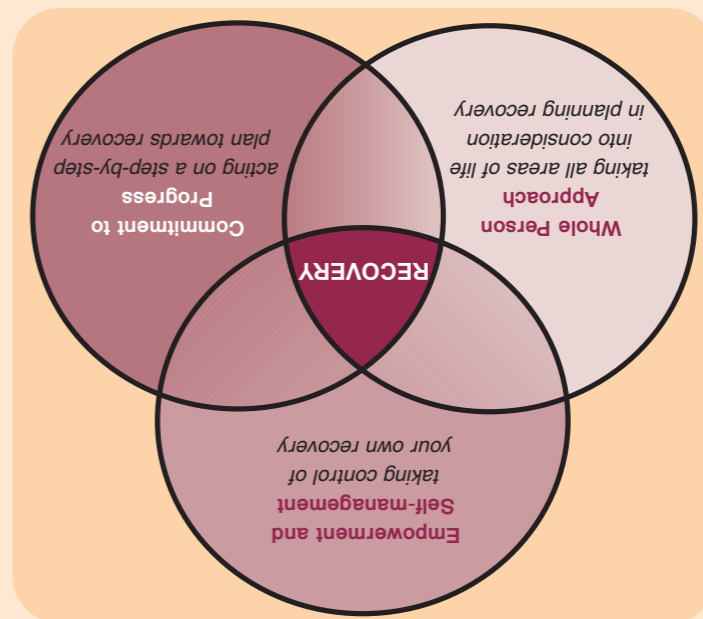 Empowerment and
Self-management
taking control of
your own recovery
RECOVERY
Whole Person
Approach
taking all areas of life
into consideration
in planning recovery
Commitment to
Progress
acting on a step-by-step
plan towards recovery